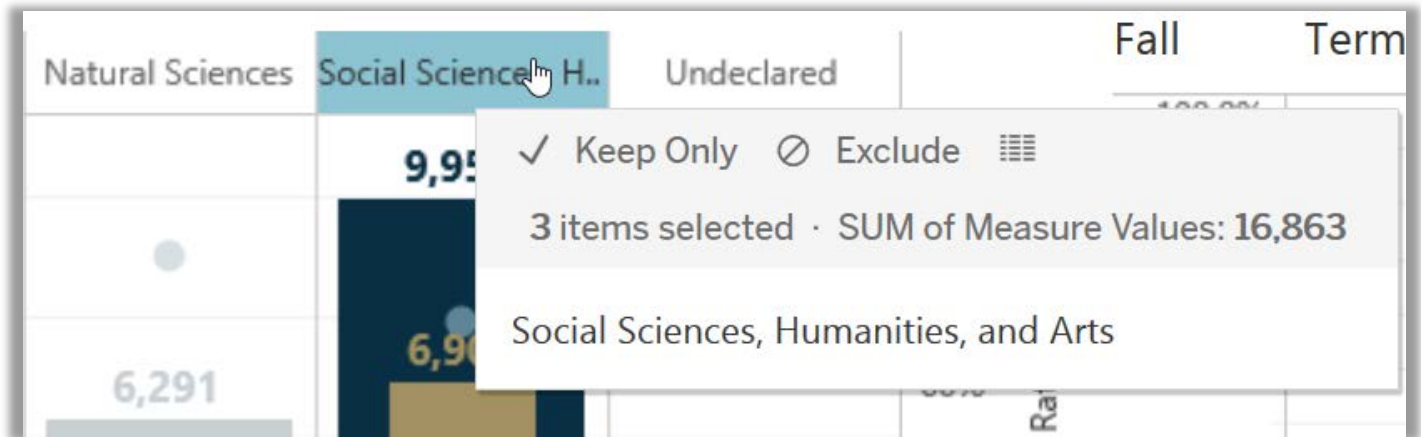 Fall Term
Natural Sciences Social Science H.. Undeclared
Keep Only Exclude
3 items selected · SUM of Measure Values: 16,863
Social Sciences, Humanities, and Arts
6,291